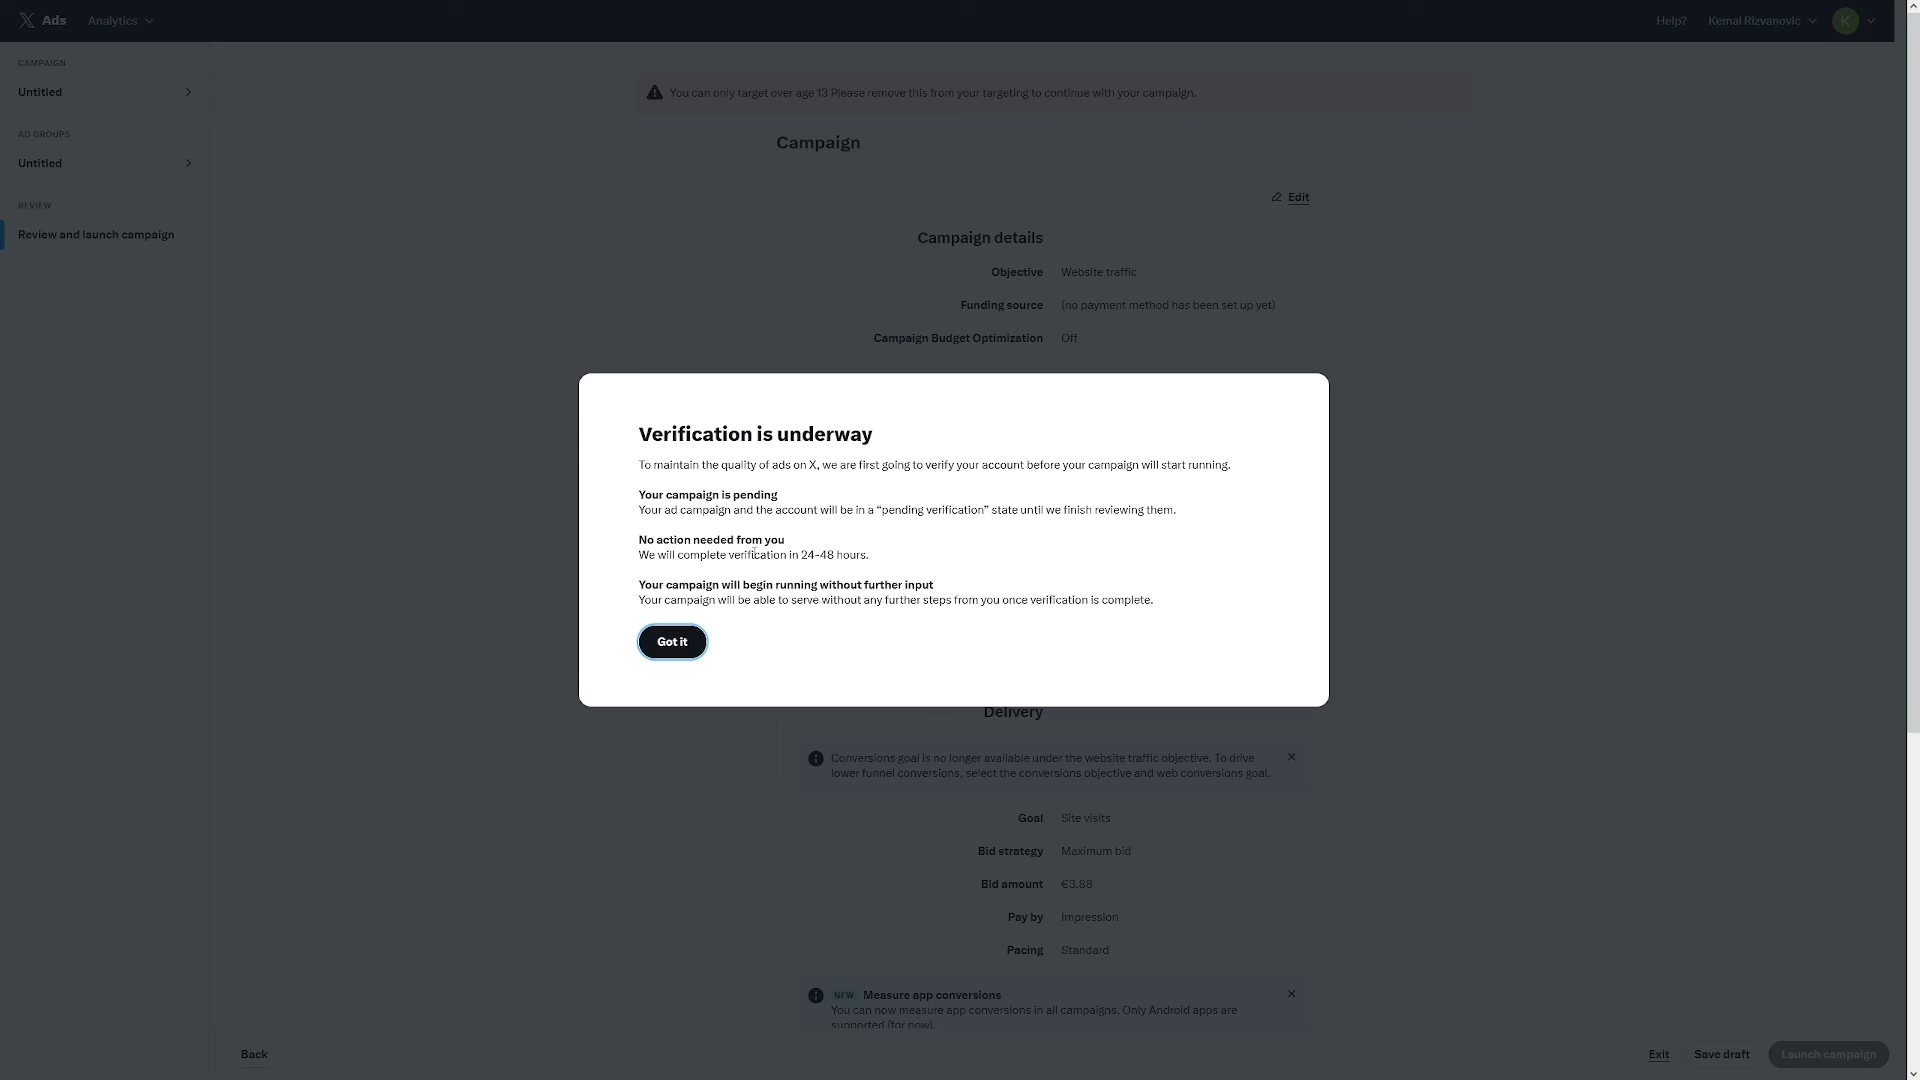 X Ads Analytics Help? Kemal Rizvanovic K
CAMPAIGN
Untitled
AD GROUPS
Untitled
REVIEW
Review and launch campaign
You can only target over age 13 Please remove this from your targeting to continue with your campaign.
Campaign
Edit
Campaign details
Objective Website traffic
Funding source (no payment method has been set up yet)
Campaign Budget Optimization Off
Verification is underway
To maintain the quality of ads on X, we are first going to verify your account before your campaign will start running.
Your campaign is pending
Your ad campaign and the account will be in a “pending verification” state until we finish reviewing them.
No action needed from you
We will complete verification in 24-48 hours.
Your campaign will begin running without further input
Your campaign will be able to serve without any further steps from you once verification is complete.
Got it
Delivery
Conversions goal is no longer available under the website traffic objective. To drive
lower funnel conversions, select the conversions objective and web conversions goal.
Goal Site visits
Bid strategy Maximum bid
Bid amount €3.88
Pay by Impression
Pacing Standard
NEW Measure app conversions
You can now measure app conversions in all campaigns. Only Android apps are
supported (for now).
Back Exit Save draft Launch campaign